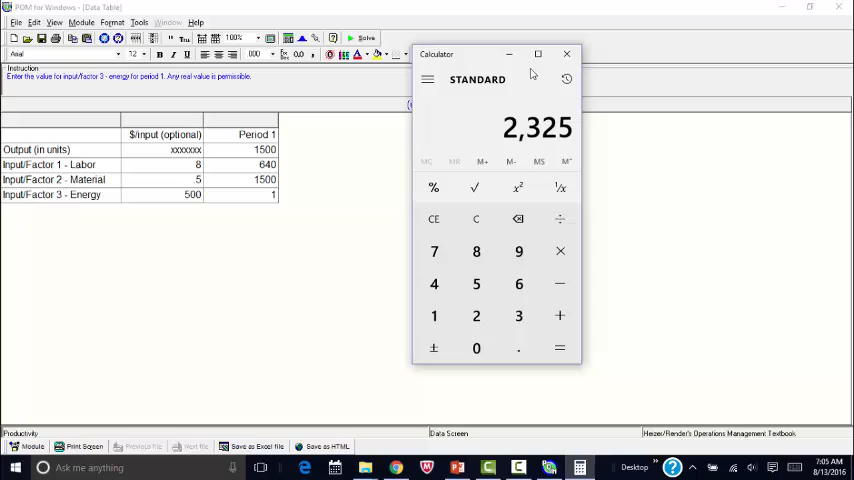 POM for Windows - [Data Table]
File Edit View Module Format Tools Window Help
100% Solve
Arial 12 B I U 000 0.0 ,
Instruction
Enter the value for input/factor 3 - energy for period 1. Any real value is permissible.
$/input (optional) Period 1
Output (in units) xxxxxxx 1500
Input/Factor 1 - Labor 8 640
Input/Factor 2 - Material .5 1500
Input/Factor 3 - Energy 500 1
Calculator
STANDARD
2,325
MC MR M+ M- MS M˅
% √ x² ¹/x
CE C ÷
7 8 9 ×
4 5 6 −
1 2 3 +
± 0 . =
Productivity Data Screen Heizer/Render's Operations Management Textbook
Module Print Screen Previous file Next file Save as Excel file Save as HTML
Ask me anything
Desktop » 7:05 AM
8/13/2016